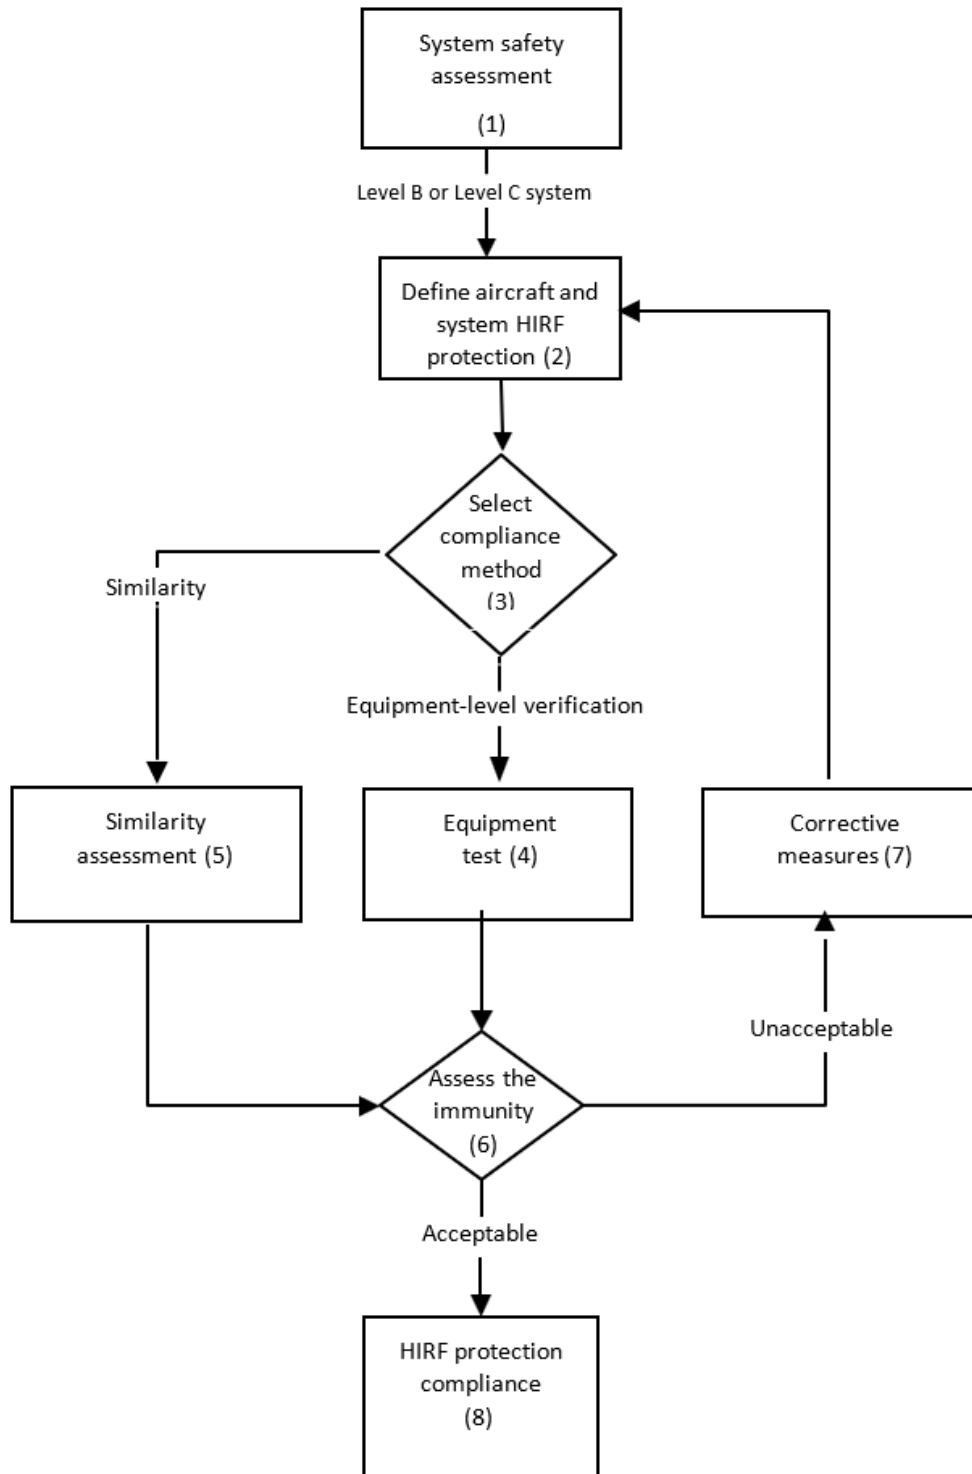 System safety
assessment
(1)
Level B or Level C system
Define aircraft and
system HIRF
protection (2)
Select
compliance
method
(3)
Similarity
Equipment-level verification
Similarity
assessment (5)
Equipment
test (4)
Corrective
measures (7)
Unacceptable
Assess the
immunity
(6)
Acceptable
HIRF protection
compliance
(8)